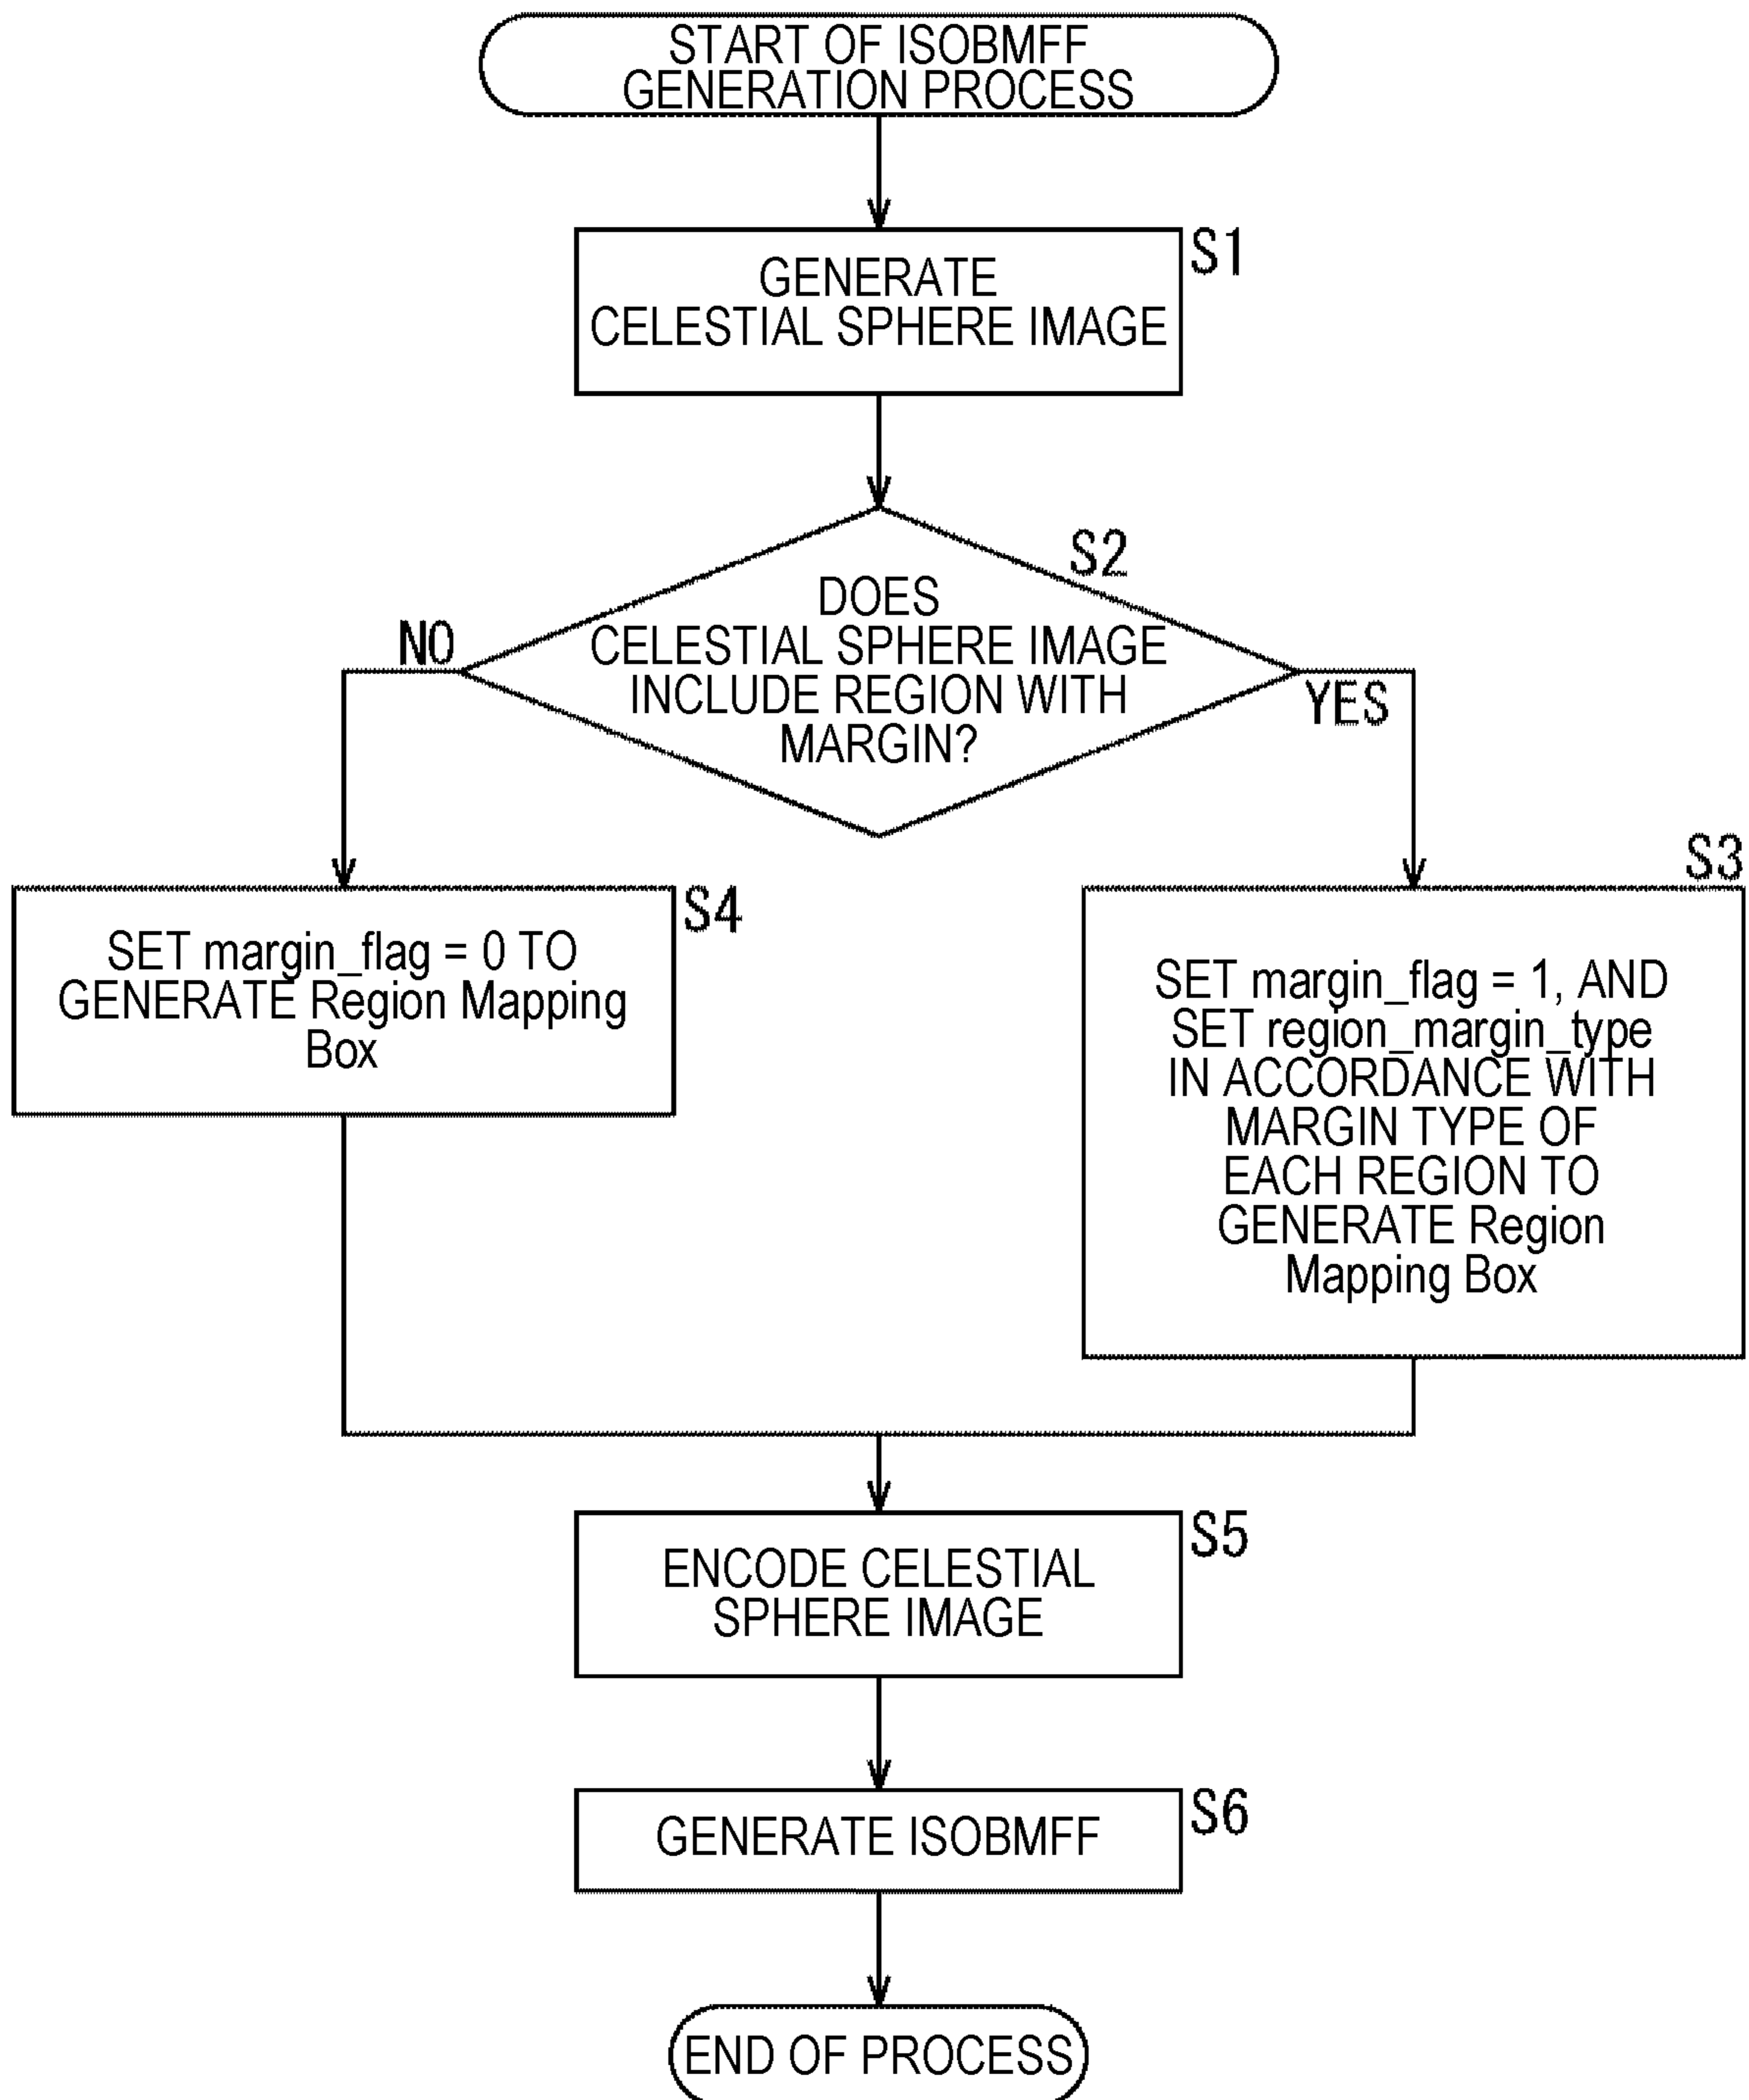 START OF ISOBMFF
GENERATION PROCESS
S1
GENERATE
CELESTIAL SPHERE IMAGE
S2
DOES
CELESTIAL SPHERE IMAGE
INCLUDE REGION WITH
MARGIN?
NO
YES
S4
SET margin_flag = 0 TO
GENERATE Region Mapping
Box
S3
SET margin_flag = 1, AND
SET region_margin_type
IN ACCORDANCE WITH
MARGIN TYPE OF
EACH REGION TO
GENERATE Region
Mapping Box
S5
ENCODE CELESTIAL
SPHERE IMAGE
S6
GENERATE ISOBMFF
END OF PROCESS